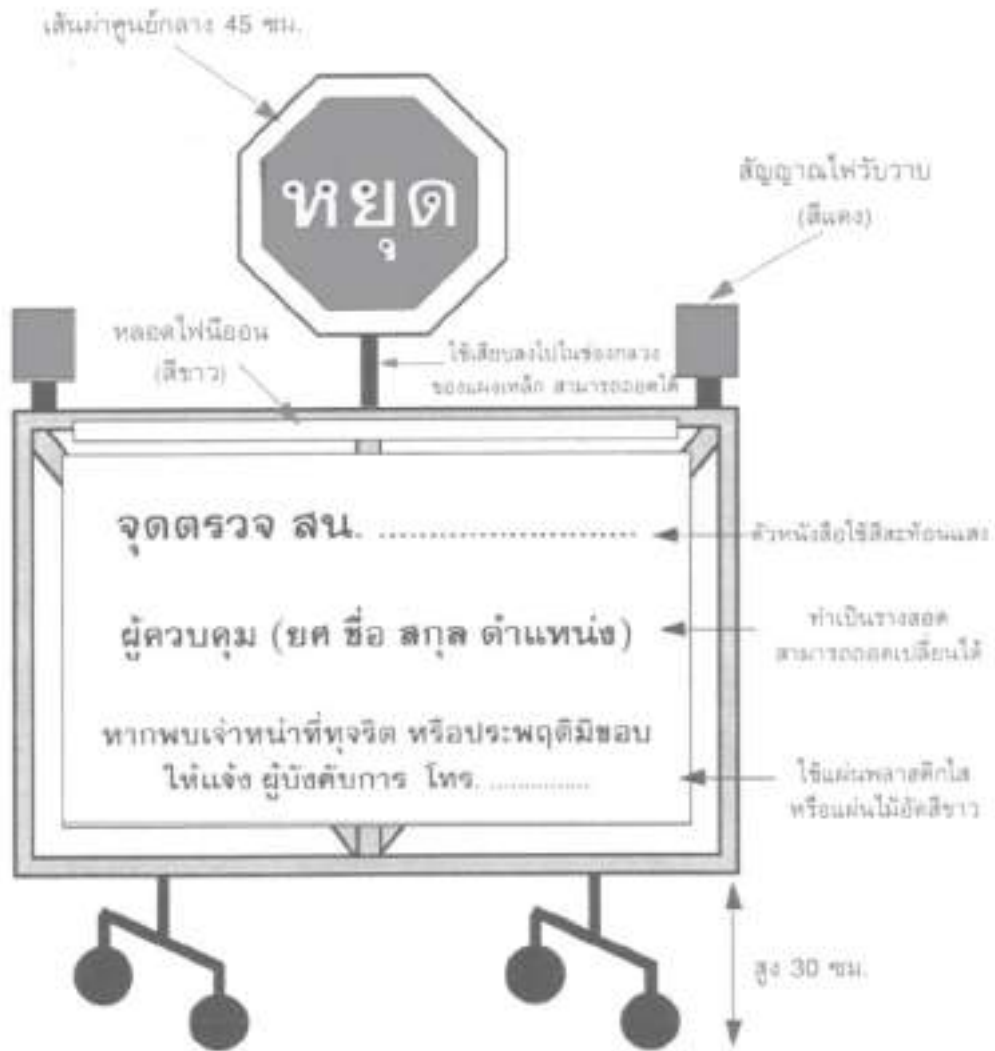 เส้นผ่าศูนย์กลาง 45 ซม.
หยุด
สัญญาณไฟวับวาบ
(สีแดง)
หลอดไฟนีออน
(สีขาว)
ใช้เสียบลงไปในช่องกลวง
ของแผงเหล็ก สามารถถอดได้
จุดตรวจ สน. ..........................
ตัวหนังสือใช้สีสะท้อนแสง
ผู้ควบคุม (ยศ ชื่อ สกุล ตำแหน่ง)
ทำเป็นรางสอด
สามารถถอดเปลี่ยนได้
หากพบเจ้าหน้าที่ทุจริต หรือประพฤติมิชอบ
ให้แจ้ง ผู้บังคับการ โทร. ..............
ใช้แผ่นพลาสติกใส
หรือแผ่นไม้อัดสีขาว
สูง 30 ซม.